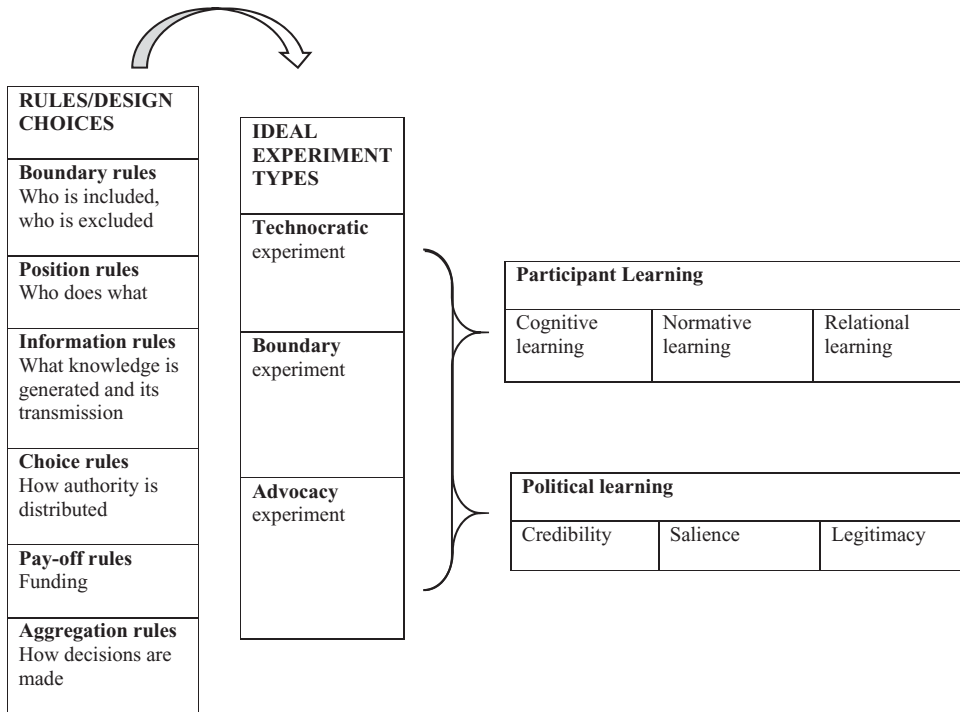 RULES/DESIGN
CHOICES
Boundary rules
Who is included,
who is excluded
Position rules
Who does what
Information rules
What knowledge is
generated and its
transmission
Choice rules
How authority is
distributed
Pay-off rules
Funding
Aggregation rules
How decisions are
made
IDEAL
EXPERIMENT
TYPES
Technocratic
experiment
Boundary
experiment
Advocacy
experiment
Participant Learning
Cognitive
learning
Normative
learning
Relational
learning
Political learning
Credibility
Salience
Legitimacy